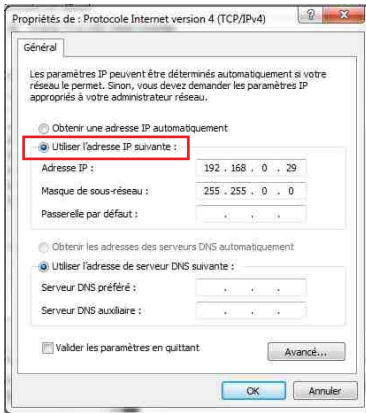 Propriétés de : Protocole Internet version 4 (TCP/IPv4)
Général
Les paramètres IP peuvent être déterminés automatiquement si votre
réseau le permet. Sinon, vous devez demander les paramètres IP
appropriés à votre administrateur réseau.
Obtenir une adresse IP automatiquement
Utiliser l'adresse IP suivante :
Adresse IP : 192 . 168 . 0 . 29
Masque de sous-réseau : 255 . 255 . 0 . 0
Passerelle par défaut : . . .
Obtenir les adresses des serveurs DNS automatiquement
Utiliser l'adresse de serveur DNS suivante :
Serveur DNS préféré : . . .
Serveur DNS auxiliaire : . . .
Valider les paramètres en quittant
Avancé...
OK Annuler